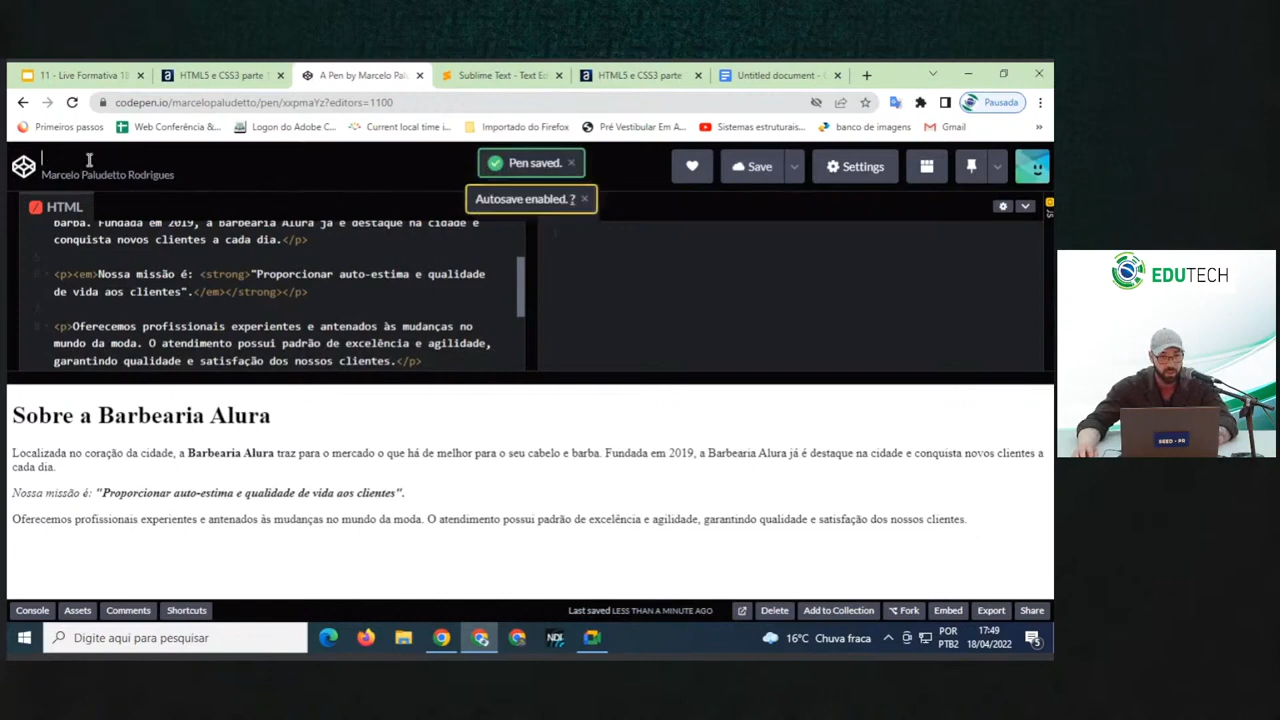 11 - Live Formativa 18
HTML5 e CSS3 parte 1
A Pen by Marcelo Palu
Sublime Text - Text Ed
HTML5 e CSS3 parte
Untitled document -
codepen.io/marcelopaludetto/pen/xxpmaYz?editors=1100
Pausada
Primeiros passos
Web Conferência &...
Logon do Adobe C...
Current local time i...
Importado do Firefox
Pré Vestibular Em A...
Sistemas estruturais...
banco de imagens
Gmail
»
Marcelo Paludetto Rodrigues
Pen saved. ×
Autosave enabled. ? ×
Save
Settings
HTML
JS
barba. Fundada em 2019, a Barbearia Alura já é destaque na cidade e
conquista novos clientes a cada dia.</p>
<p><em>Nossa missão é: <strong>"Proporcionar auto-estima e qualidade
de vida aos clientes".</em></strong></p>
<p>Oferecemos profissionais experientes e antenados às mudanças no
mundo da moda. O atendimento possui padrão de excelência e agilidade,
garantindo qualidade e satisfação dos nossos clientes.</p>
Sobre a Barbearia Alura
Localizada no coração da cidade, a Barbearia Alura traz para o mercado o que há de melhor para o seu cabelo e barba. Fundada em 2019, a Barbearia Alura já é destaque na cidade e conquista novos clientes a
cada dia.
Nossa missão é: "Proporcionar auto-estima e qualidade de vida aos clientes".
Oferecemos profissionais experientes e antenados às mudanças no mundo da moda. O atendimento possui padrão de excelência e agilidade, garantindo qualidade e satisfação dos nossos clientes.
Console
Assets
Comments
Shortcuts
Last saved LESS THAN A MINUTE AGO
Delete
Add to Collection
Fork
Embed
Export
Share
Digite aqui para pesquisar
NDI
16°C Chuva fraca
POR
PTB2
17:49
18/04/2022
5
EDUTECH
SEED - PR